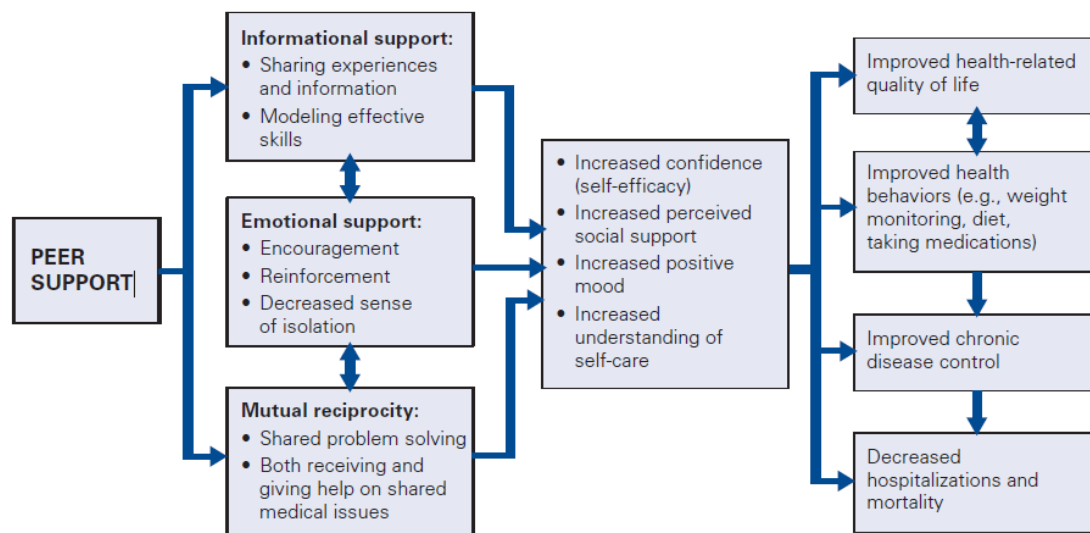 PEER
SUPPORT
Informational support:
• Sharing experiences
and information
• Modeling effective
skills
Emotional support:
• Encouragement
• Reinforcement
• Decreased sense
of isolation
Mutual reciprocity:
• Shared problem solving
• Both receiving and
giving help on shared
medical issues
• Increased confidence
(self-efficacy)
• Increased perceived
social support
• Increased positive
mood
• Increased
understanding of
self-care
Improved health-related
quality of life
Improved health
behaviors (e.g., weight
monitoring, diet,
taking medications)
Improved chronic
disease control
Decreased
hospitalizations and
mortality